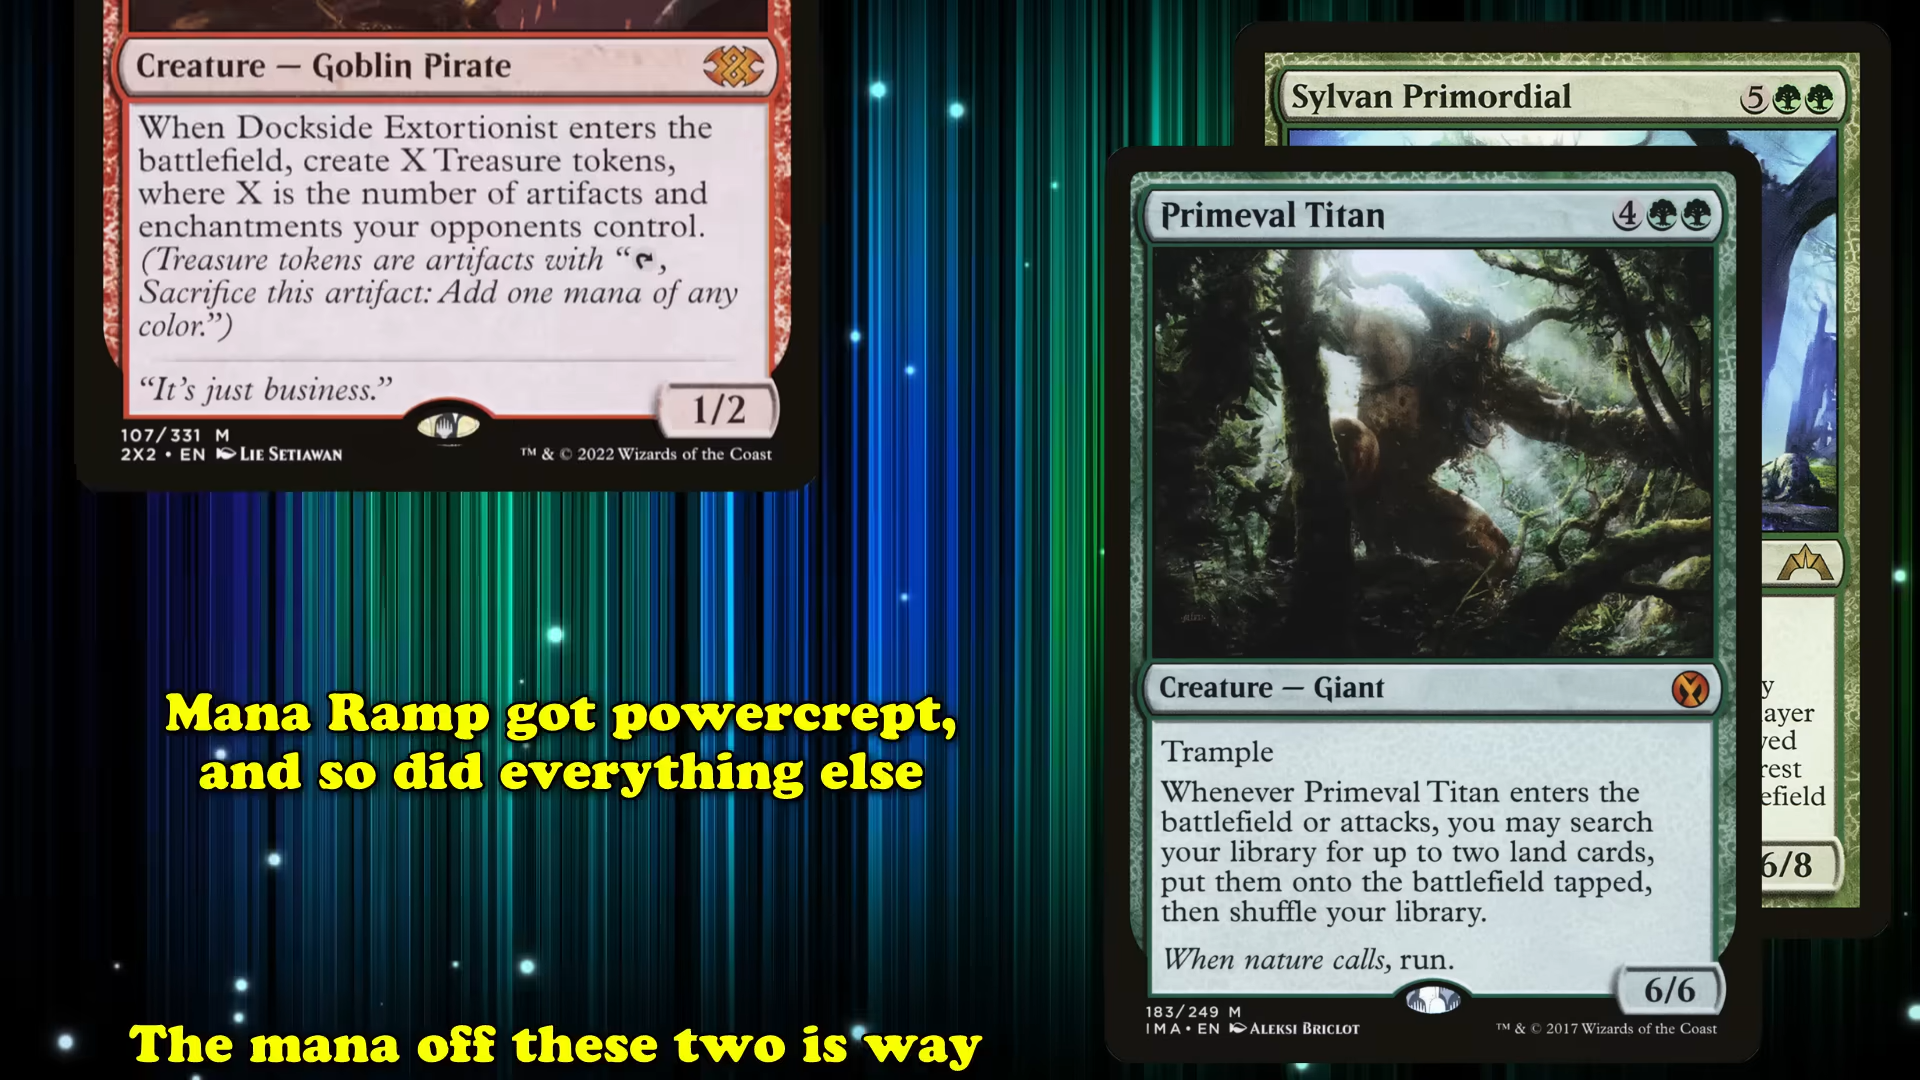 Creature — Goblin Pirate
When Dockside Extortionist enters the
battlefield, create X Treasure tokens,
where X is the number of artifacts and
enchantments your opponents control.
(Treasure tokens are artifacts with “ ,
Sacrifice this artifact: Add one mana of any
color.”)
“It’s just business.”
1/2
107/331 M
2X2 • EN LIE SETIAWAN
™ & © 2022 Wizards of the Coast
Mana Ramp got powercrept,
and so did everything else
The mana off these two is way
Sylvan Primordial 5
Primeval Titan 4
Creature — Giant
Trample
Whenever Primeval Titan enters the
battlefield or attacks, you may search
your library for up to two land cards,
put them onto the battlefield tapped,
then shuffle your library.
When nature calls, run.
6/6
183/249 M
IMA • EN ALEKSI BRICLOT
™ & © 2017 Wizards of the Coast
6/8